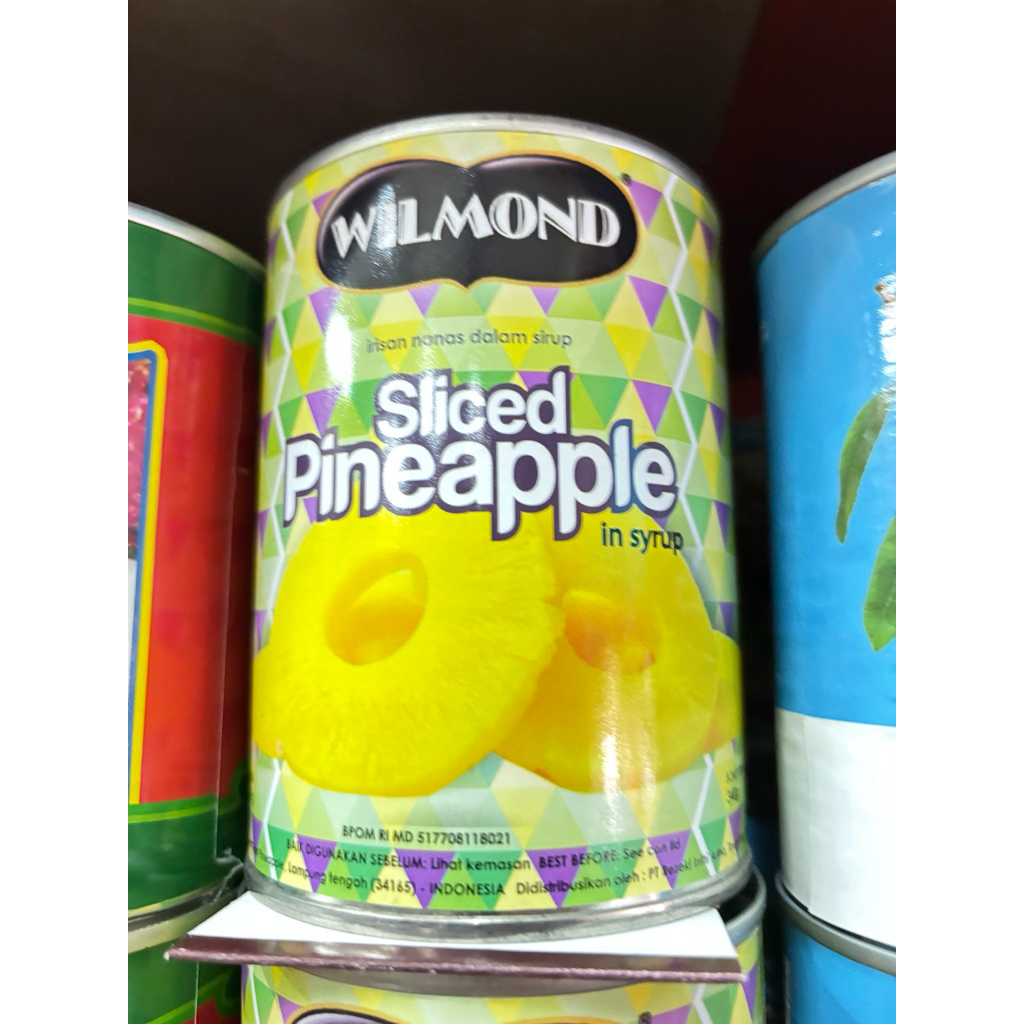 WILMOND
irisan nanas dalam sirup
Sliced
Pineapple
in syrup
BPOM RI MD 517708118021
BAIK DIGUNAKAN SEBELUM: Lihat kemasan BEST BEFORE: See can lid
Lampung tengah (34165) - INDONESIA Didistribusikan oleh : PT Rezeki